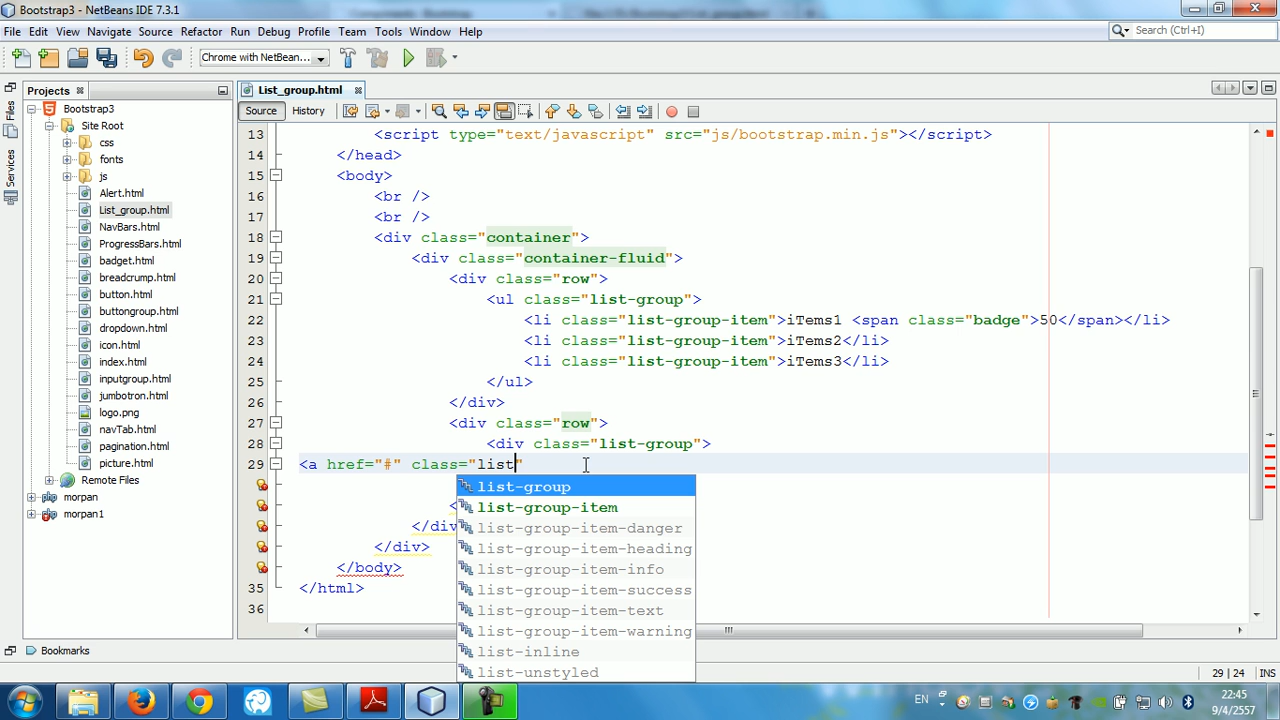 Bootstrap3 - NetBeans IDE 7.3.1
File Edit View Navigate Source Refactor Run Debug Profile Team Tools Window Help
Search (Ctrl+I)
Chrome with NetBean...
Projects
List_group.html
Source History
Files
Services
Bootstrap3
Site Root
css
fonts
js
Alert.html
List_group.html
NavBars.html
ProgressBars.html
badget.html
breadcrump.html
button.html
buttongroup.html
dropdown.html
icon.html
index.html
inputgroup.html
jumbotron.html
logo.png
navTab.html
pagination.html
picture.html
Remote Files
morpan
morpan1
13 <script type="text/javascript" src="js/bootstrap.min.js"></script>
14 </head>
15 <body>
16 <br />
17 <br />
18 <div class="container">
19 <div class="container-fluid">
20 <div class="row">
21 <ul class="list-group">
22 <li class="list-group-item">iTems1 <span class="badge">50</span></li>
23 <li class="list-group-item">iTems2</li>
24 <li class="list-group-item">iTems3</li>
25 </ul>
26 </div>
27 <div class="row">
28 <div class="list-group">
29 <a href="#" class="list"
<
</div
</div>
</body>
35 </html>
36
list-group
list-group-item
list-group-item-danger
list-group-item-heading
list-group-item-info
list-group-item-success
list-group-item-text
list-group-item-warning
list-inline
list-unstyled
Bookmarks
29 | 24 INS
EN
22:45
9/4/2557